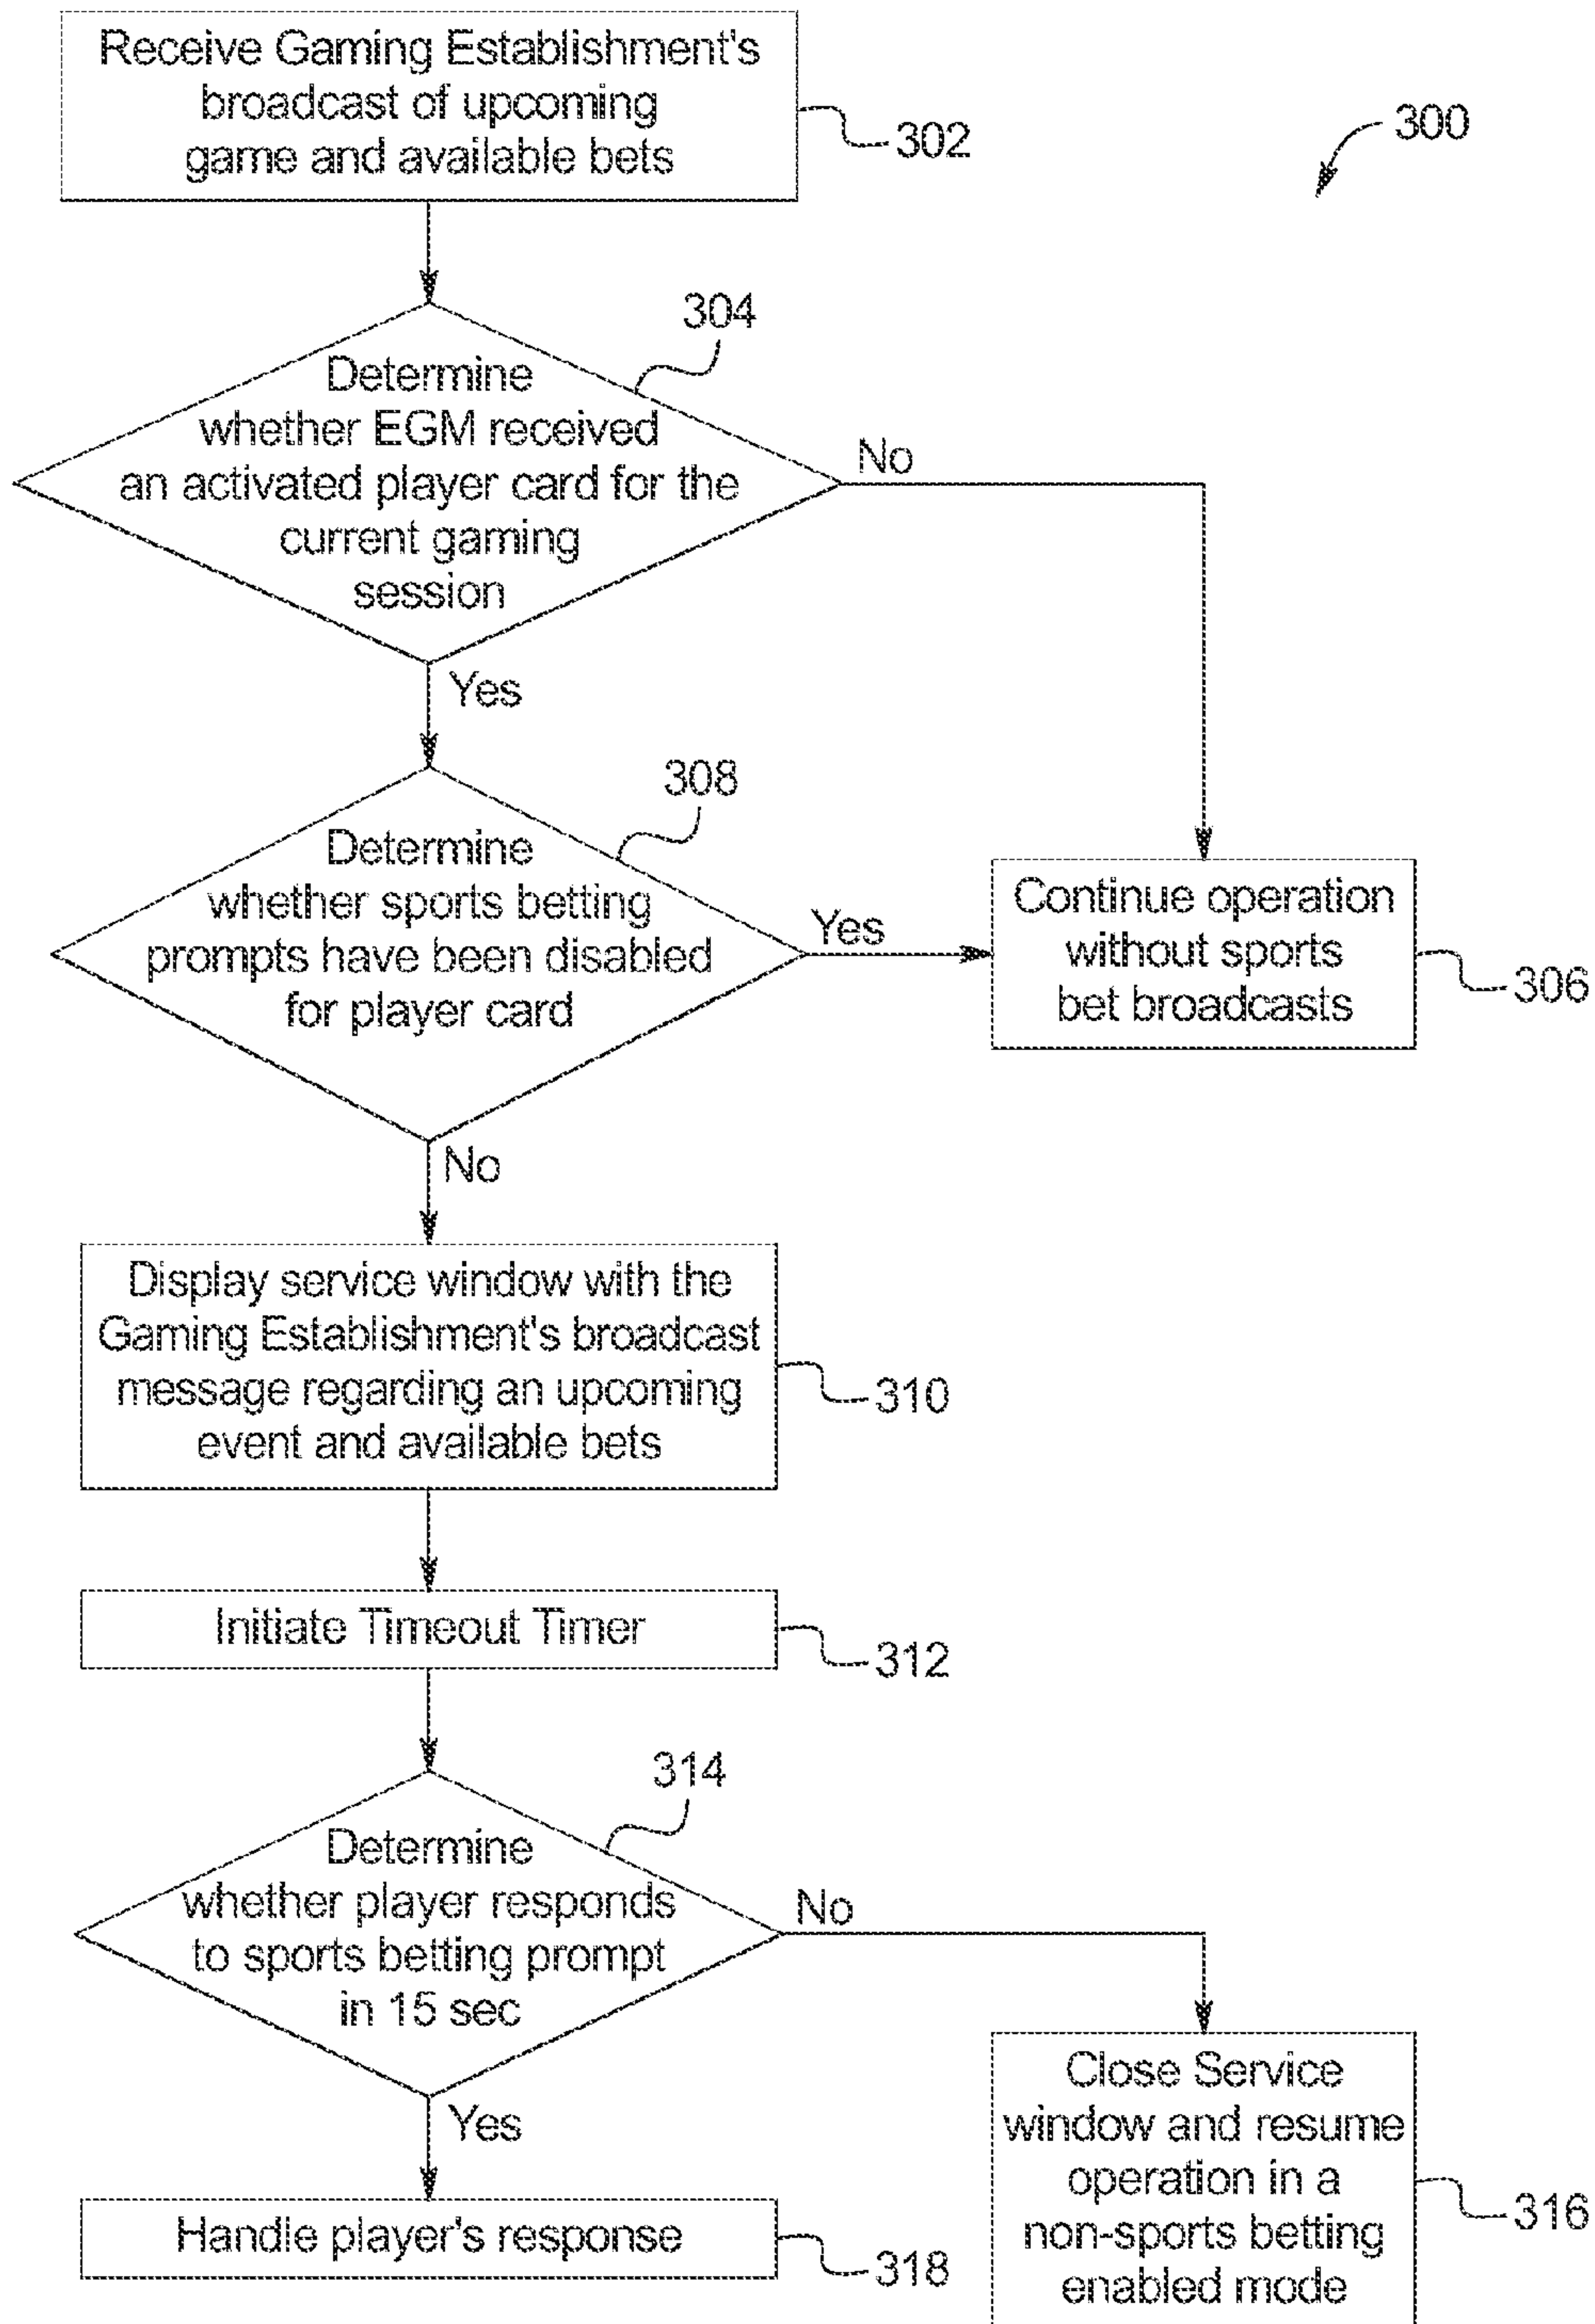 Receive Gaming Establishment's
broadcast of upcoming
game and available bets
302
300
304
Determine
whether EGM received
an activated player card for the
current gaming
session
No
Yes
308
Determine
whether sports betting
prompts have been disabled
for player card
Yes
Continue operation
without sports
bet broadcasts
306
No
Display service window with the
Gaming Establishment's broadcast
message regarding an upcoming
event and available bets
310
Initiate Timeout Timer
312
314
Determine
whether player responds
to sports betting prompt
in 15 sec
No
Yes
Close Service
window and resume
operation in a
non-sports betting
enabled mode
316
Handle player's response
318